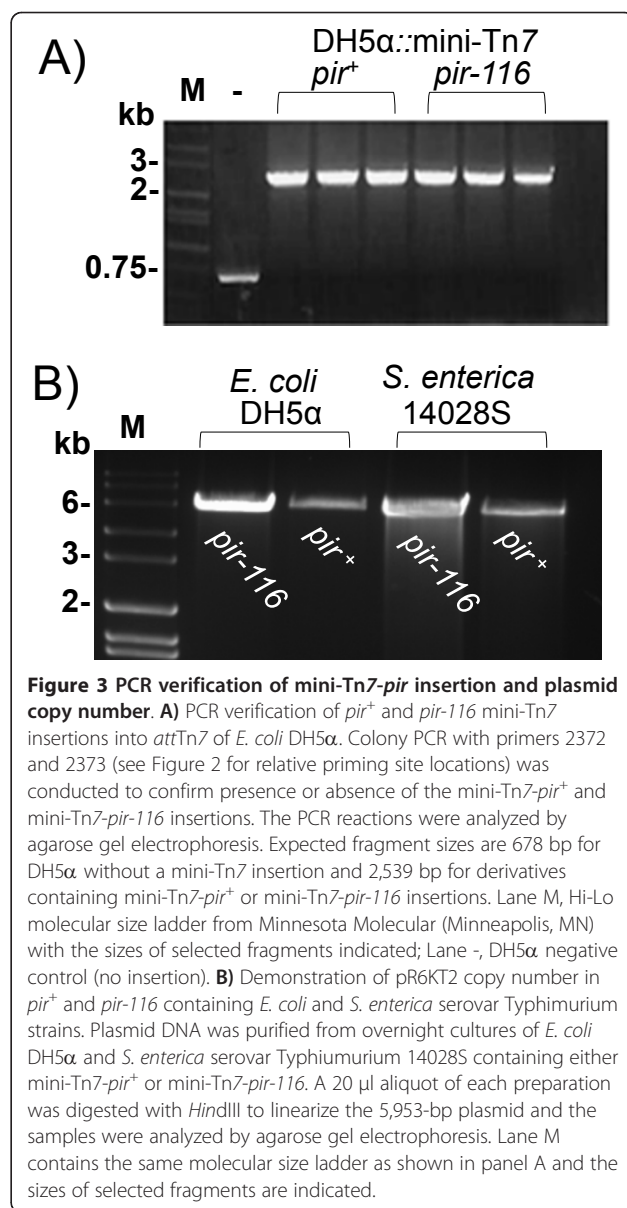 A)
DH5α::mini-Tn7
M - pir⁺ pir-116
kb
3-
2-
0.75-
B)
E. coli S. enterica
DH5α 14028S
M
kb
6-
3-
2-
pir-116 pir⁺ pir-116 pir⁺
Figure 3 PCR verification of mini-Tn7-pir insertion and plasmid
copy number. A) PCR verification of pir⁺ and pir-116 mini-Tn7
insertions into attTn7 of E. coli DH5α. Colony PCR with primers 2372
and 2373 (see Figure 2 for relative priming site locations) was
conducted to confirm presence or absence of the mini-Tn7-pir⁺ and
mini-Tn7-pir-116 insertions. The PCR reactions were analyzed by
agarose gel electrophoresis. Expected fragment sizes are 678 bp for
DH5α without a mini-Tn7 insertion and 2,539 bp for derivatives
containing mini-Tn7-pir⁺ or mini-Tn7-pir-116 insertions. Lane M, Hi-Lo
molecular size ladder from Minnesota Molecular (Minneapolis, MN)
with the sizes of selected fragments indicated; Lane -, DH5α negative
control (no insertion). B) Demonstration of pR6KT2 copy number in
pir⁺ and pir-116 containing E. coli and S. enterica serovar Typhimurium
strains. Plasmid DNA was purified from overnight cultures of E. coli
DH5α and S. enterica serovar Typhiumurium 14028S containing either
mini-Tn7-pir⁺ or mini-Tn7-pir-116. A 20 μl aliquot of each preparation
was digested with HindIII to linearize the 5,953-bp plasmid and the
samples were analyzed by agarose gel electrophoresis. Lane M
contains the same molecular size ladder as shown in panel A and the
sizes of selected fragments are indicated.